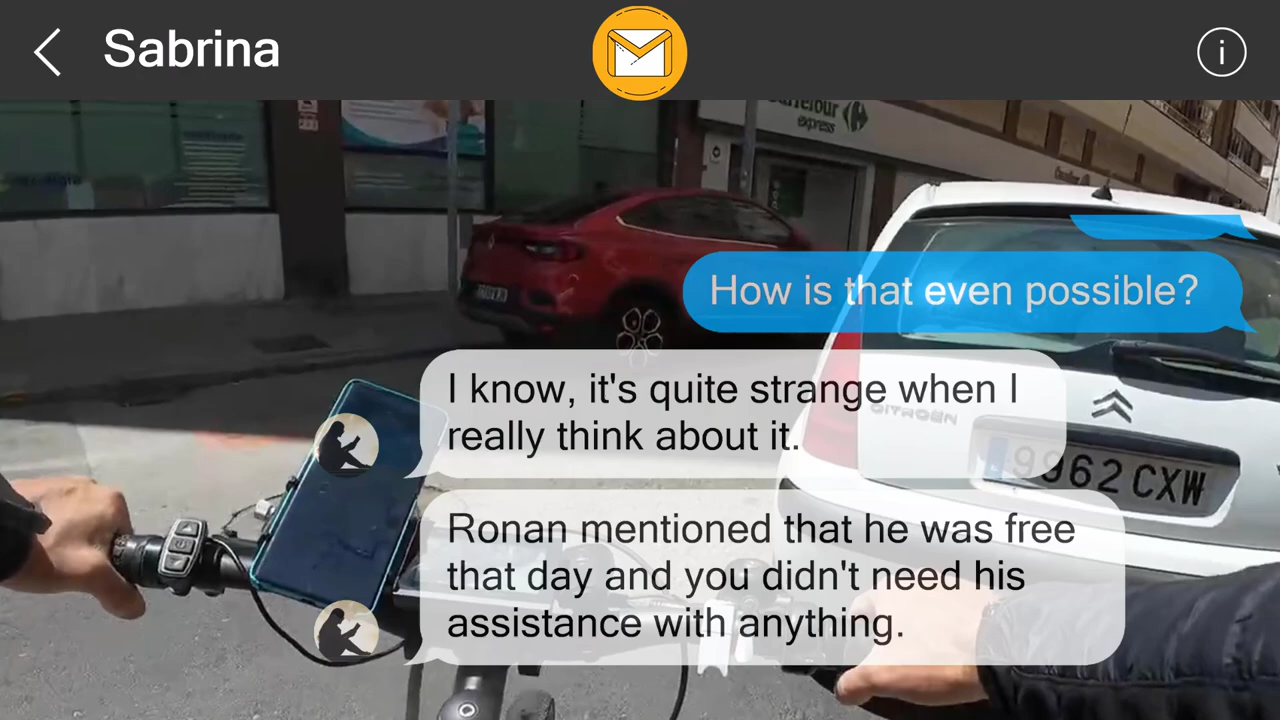 Sabrina
i
Carrefour
express
How is that even possible?
I know, it's quite strange when I
really think about it.
CITROËN
9962 CXW
Ronan mentioned that he was free
that day and you didn't need his
assistance with anything.